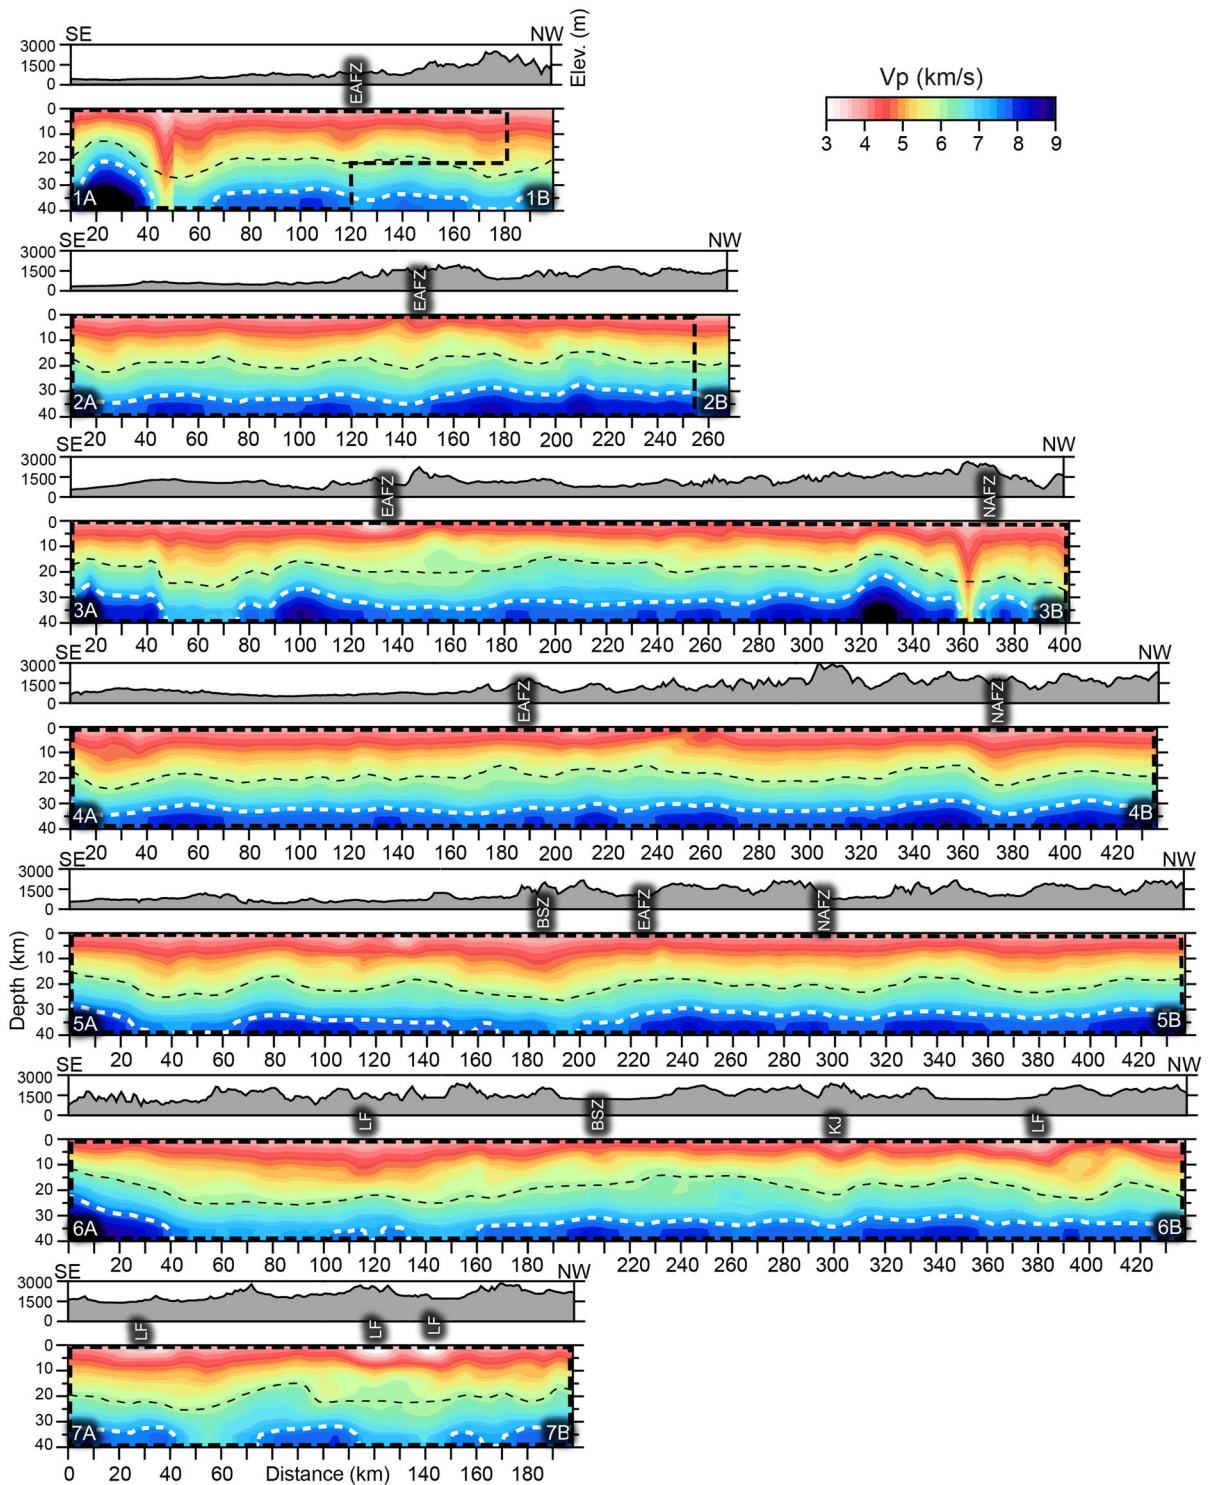 SE NW
3000
1500
0
Elev. (m)
EAFZ
Vp (km/s)
3 4 5 6 7 8 9
0
10
20
30
40
1A 1B
20 40 60 80 100 120 140 160 180
SE NW
3000
1500
0
EAFZ
0
10
20
30
40
2A 2B
20 40 60 80 100 120 140 160 180 200 220 240 260
SE NW
3000
1500
0
EAFZ NAFZ
0
10
20
30
40
3A 3B
20 40 60 80 100 120 140 160 180 200 220 240 260 280 300 320 340 360 380 400
SE NW
3000
1500
0
EAFZ NAFZ
0
10
20
30
40
4A 4B
20 40 60 80 100 120 140 160 180 200 220 240 260 280 300 320 340 360 380 400 420
SE NW
3000
1500
0
BSZ EAFZ NAFZ
Depth (km)
0
10
20
30
40
5A 5B
20 40 60 80 100 120 140 160 180 200 220 240 260 280 300 320 340 360 380 400 420
SE NW
3000
1500
0
LF BSZ KJ LF
0
10
20
30
40
6A 6B
20 40 60 80 100 120 140 160 180 220 240 260 280 300 320 340 360 380 400 420
SE NW
3000
1500
0
LF LF LF
0
10
20
30
40
7A 7B
0 20 40 60 Distance (km) 140 160 180